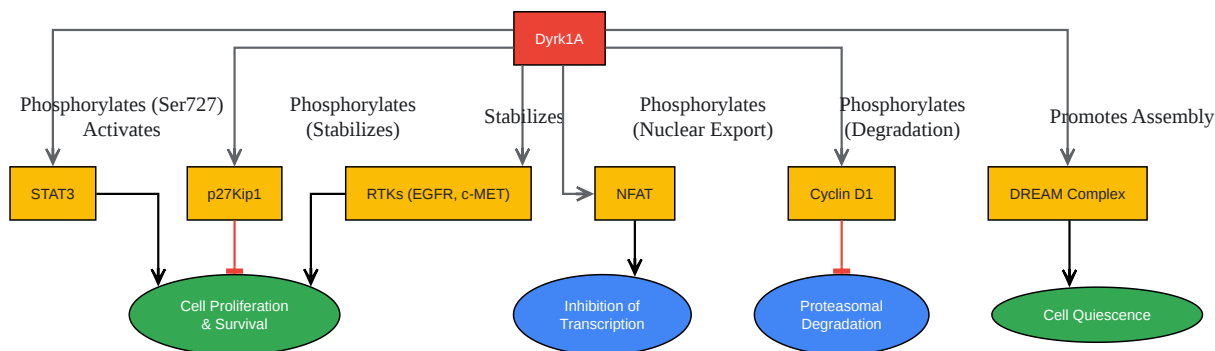 Dyrk1A
Phosphorylates (Ser727)
Activates
Phosphorylates
(Stabilizes)
Stabilizes
Phosphorylates
(Nuclear Export)
Phosphorylates
(Degradation)
Promotes Assembly
STAT3
p27Kip1
RTKs (EGFR, c-MET)
NFAT
Cyclin D1
DREAM Complex
Cell Proliferation
& Survival
Inhibition of
Transcription
Proteasomal
Degradation
Cell Quiescence